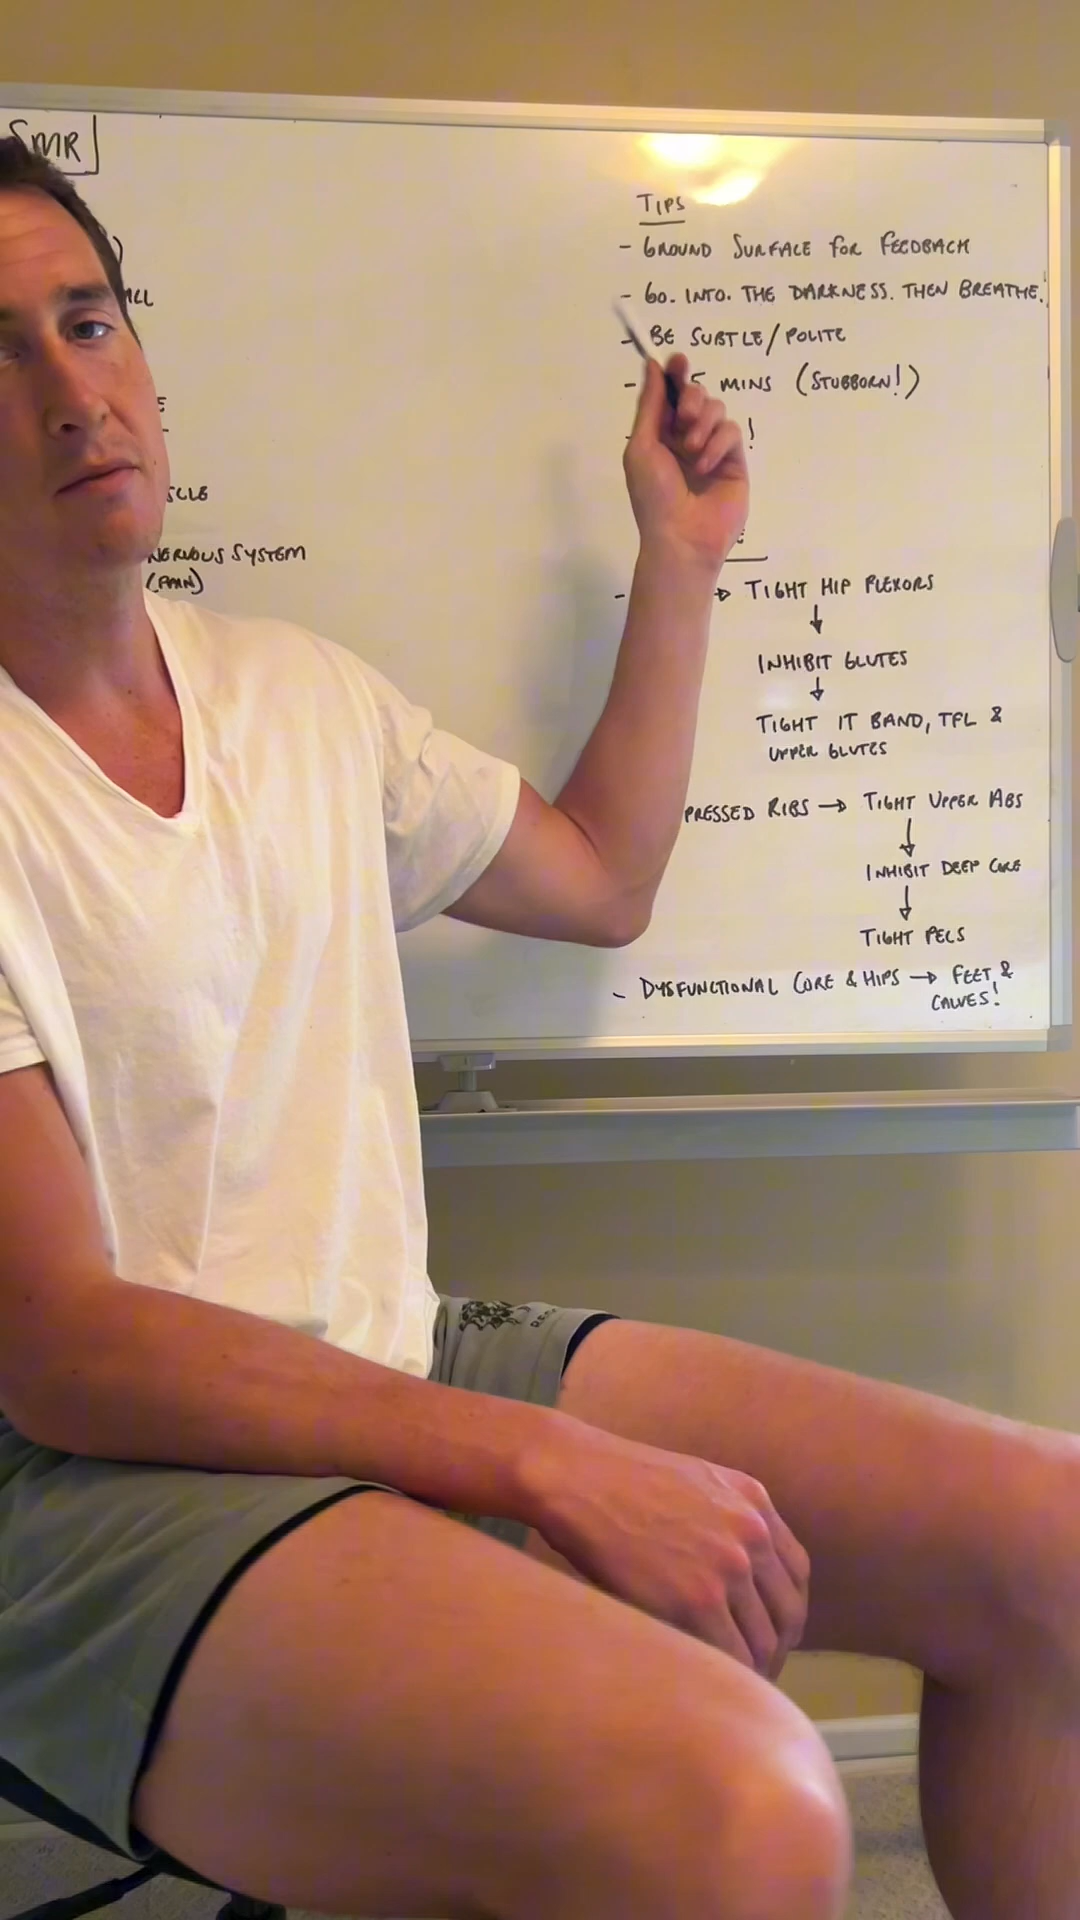 SMR
NERVOUS SYSTEM
(PAIN)
TIPS
- GROUND SURFACE FOR FEEDBACK
- GO. INTO. THE DARKNESS. THEN BREATHE.
- BE SUBTLE/POLITE
- 5 MINS (STUBBORN!)
- !
- → TIGHT HIP FLEXORS
↓
INHIBIT GLUTES
↓
TIGHT IT BAND, TFL &
UPPER GLUTES
PRESSED RIBS → TIGHT UPPER ABS
↓
INHIBIT DEEP CORE
↓
TIGHT PECS
- DYSFUNCTIONAL CORE & HIPS → FEET &
CALVES!